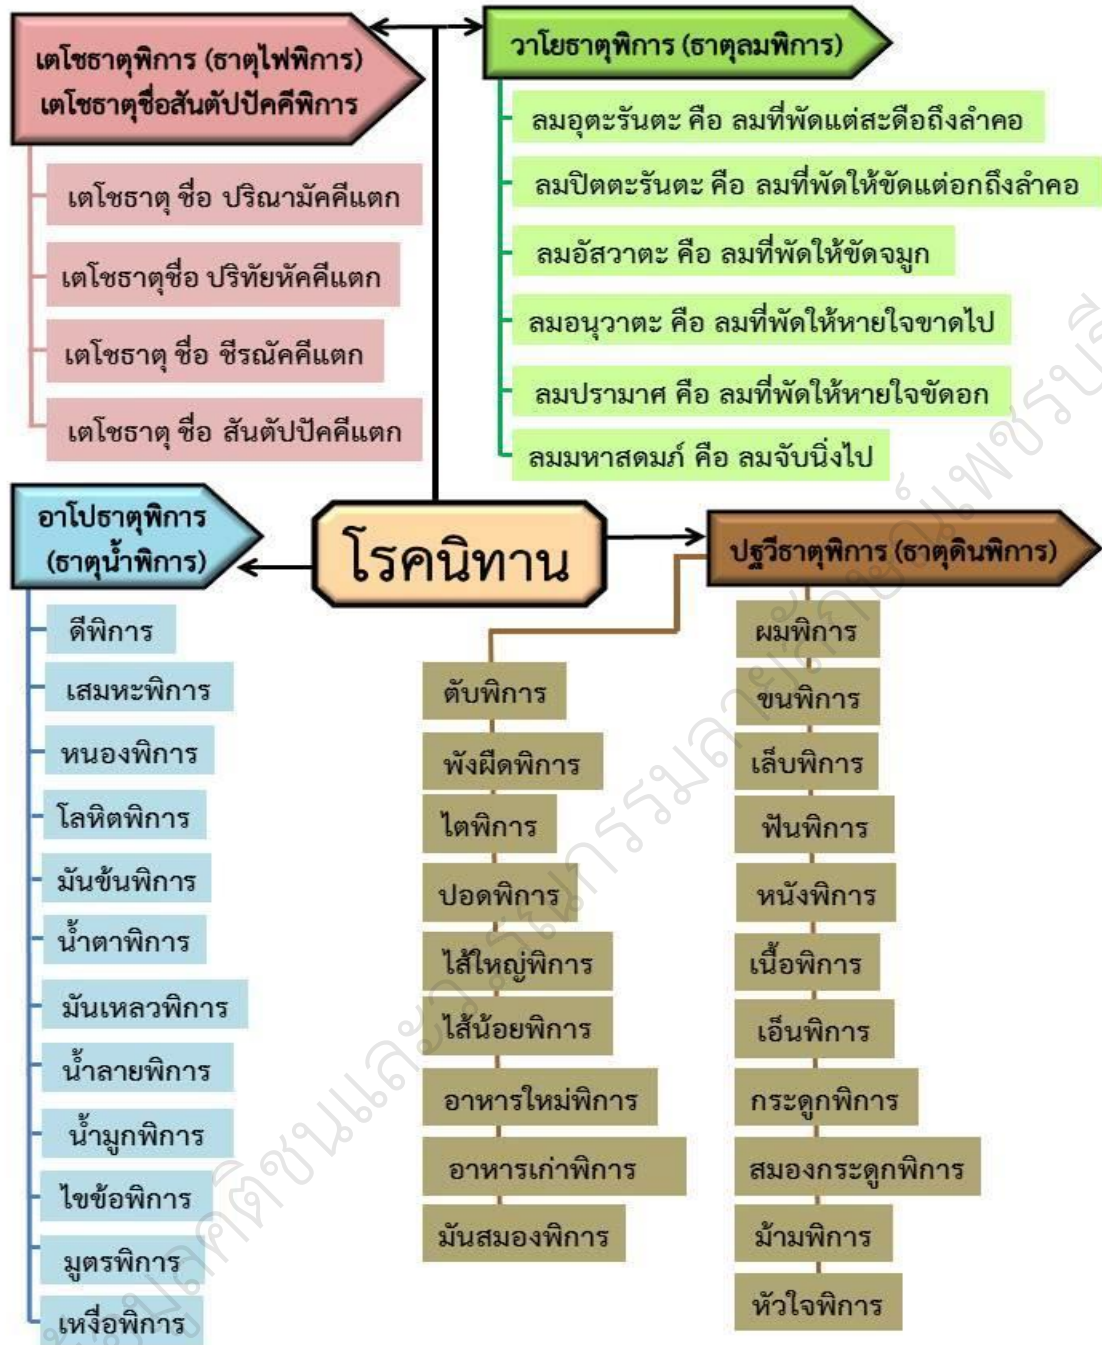 เตโชธาตุพิการ (ธาตุไฟพิการ)
เตโชธาตุชื่อสันตัปปัคคีพิการ
เตโชธาตุ ชื่อ ปริณามัคคีแตก
เตโชธาตุชื่อ ปริทัยหัคคีแตก
เตโชธาตุ ชื่อ ชีรณัคคีแตก
เตโชธาตุ ชื่อ สันตัปปัคคีแตก
วาโยธาตุพิการ (ธาตุลมพิการ)
ลมอุตะรันตะ คือ ลมที่พัดแต่สะดือถึงลำคอ
ลมปิตตะรันตะ คือ ลมที่พัดให้ขัดแต่อกถึงลำคอ
ลมอัสวาตะ คือ ลมที่พัดให้ขัดจมูก
ลมอนุวาตะ คือ ลมที่พัดให้หายใจขาดไป
ลมปรามาศ คือ ลมที่พัดให้หายใจขัดอก
ลมมหาสดมภ์ คือ ลมจับนิ่งไป
โรคนิทาน
อาโปธาตุพิการ
(ธาตุน้ำพิการ)
ดีพิการ
เสมหะพิการ
หนองพิการ
โลหิตพิการ
มันข้นพิการ
น้ำตาพิการ
มันเหลวพิการ
น้ำลายพิการ
น้ำมูกพิการ
ไขข้อพิการ
มูตรพิการ
เหงื่อพิการ
ปฐวีธาตุพิการ (ธาตุดินพิการ)
ตับพิการ
พังผืดพิการ
ไตพิการ
ปอดพิการ
ไส้ใหญ่พิการ
ไส้น้อยพิการ
อาหารใหม่พิการ
อาหารเก่าพิการ
มันสมองพิการ
ผมพิการ
ขนพิการ
เล็บพิการ
ฟันพิการ
หนังพิการ
เนื้อพิการ
เอ็นพิการ
กระดูกพิการ
สมองกระดูกพิการ
ม้ามพิการ
หัวใจพิการ